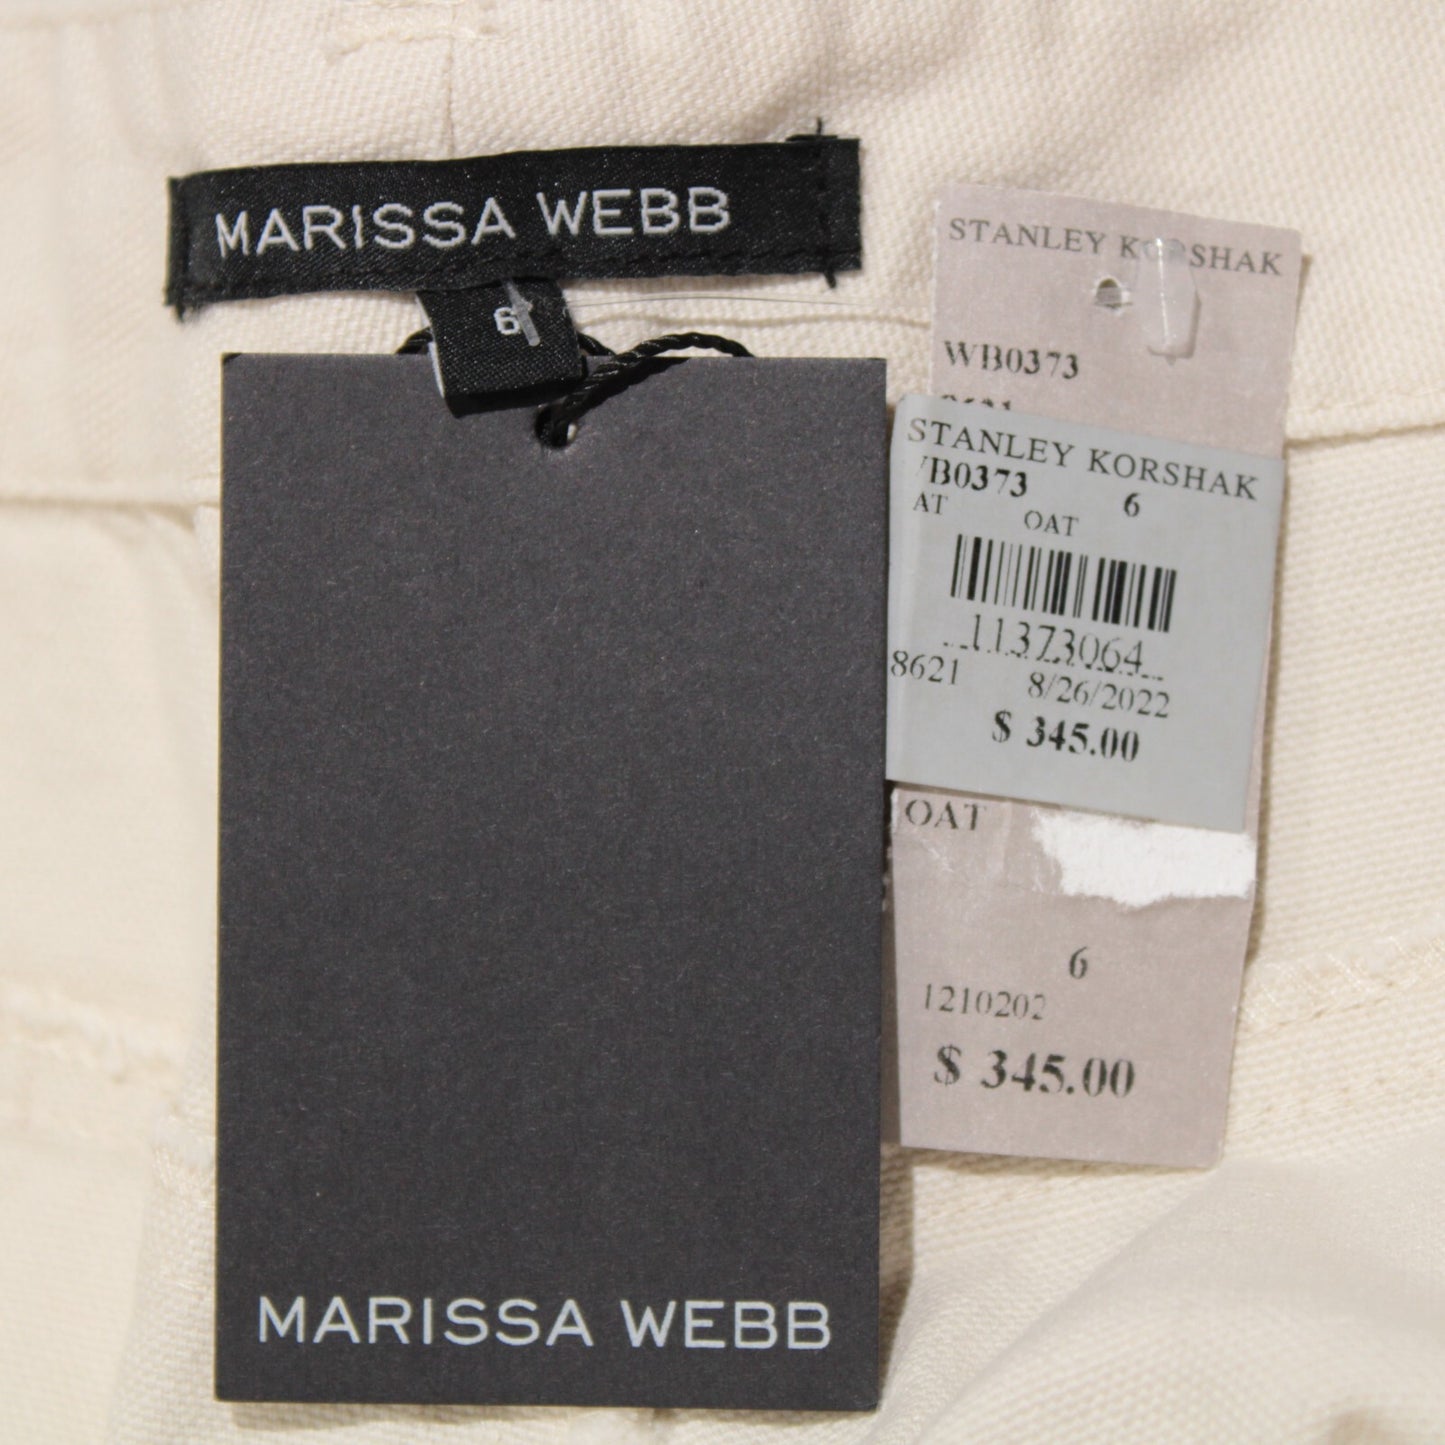 MARISSA WEBB
6
MARISSA WEBB
STANLEY KORSHAK
WB0373
STANLEY KORSHAK
/B0373 6
AT OAT
11373064
8621 8/26/2022
$ 345.00
OAT
6
1210202
$ 345.00